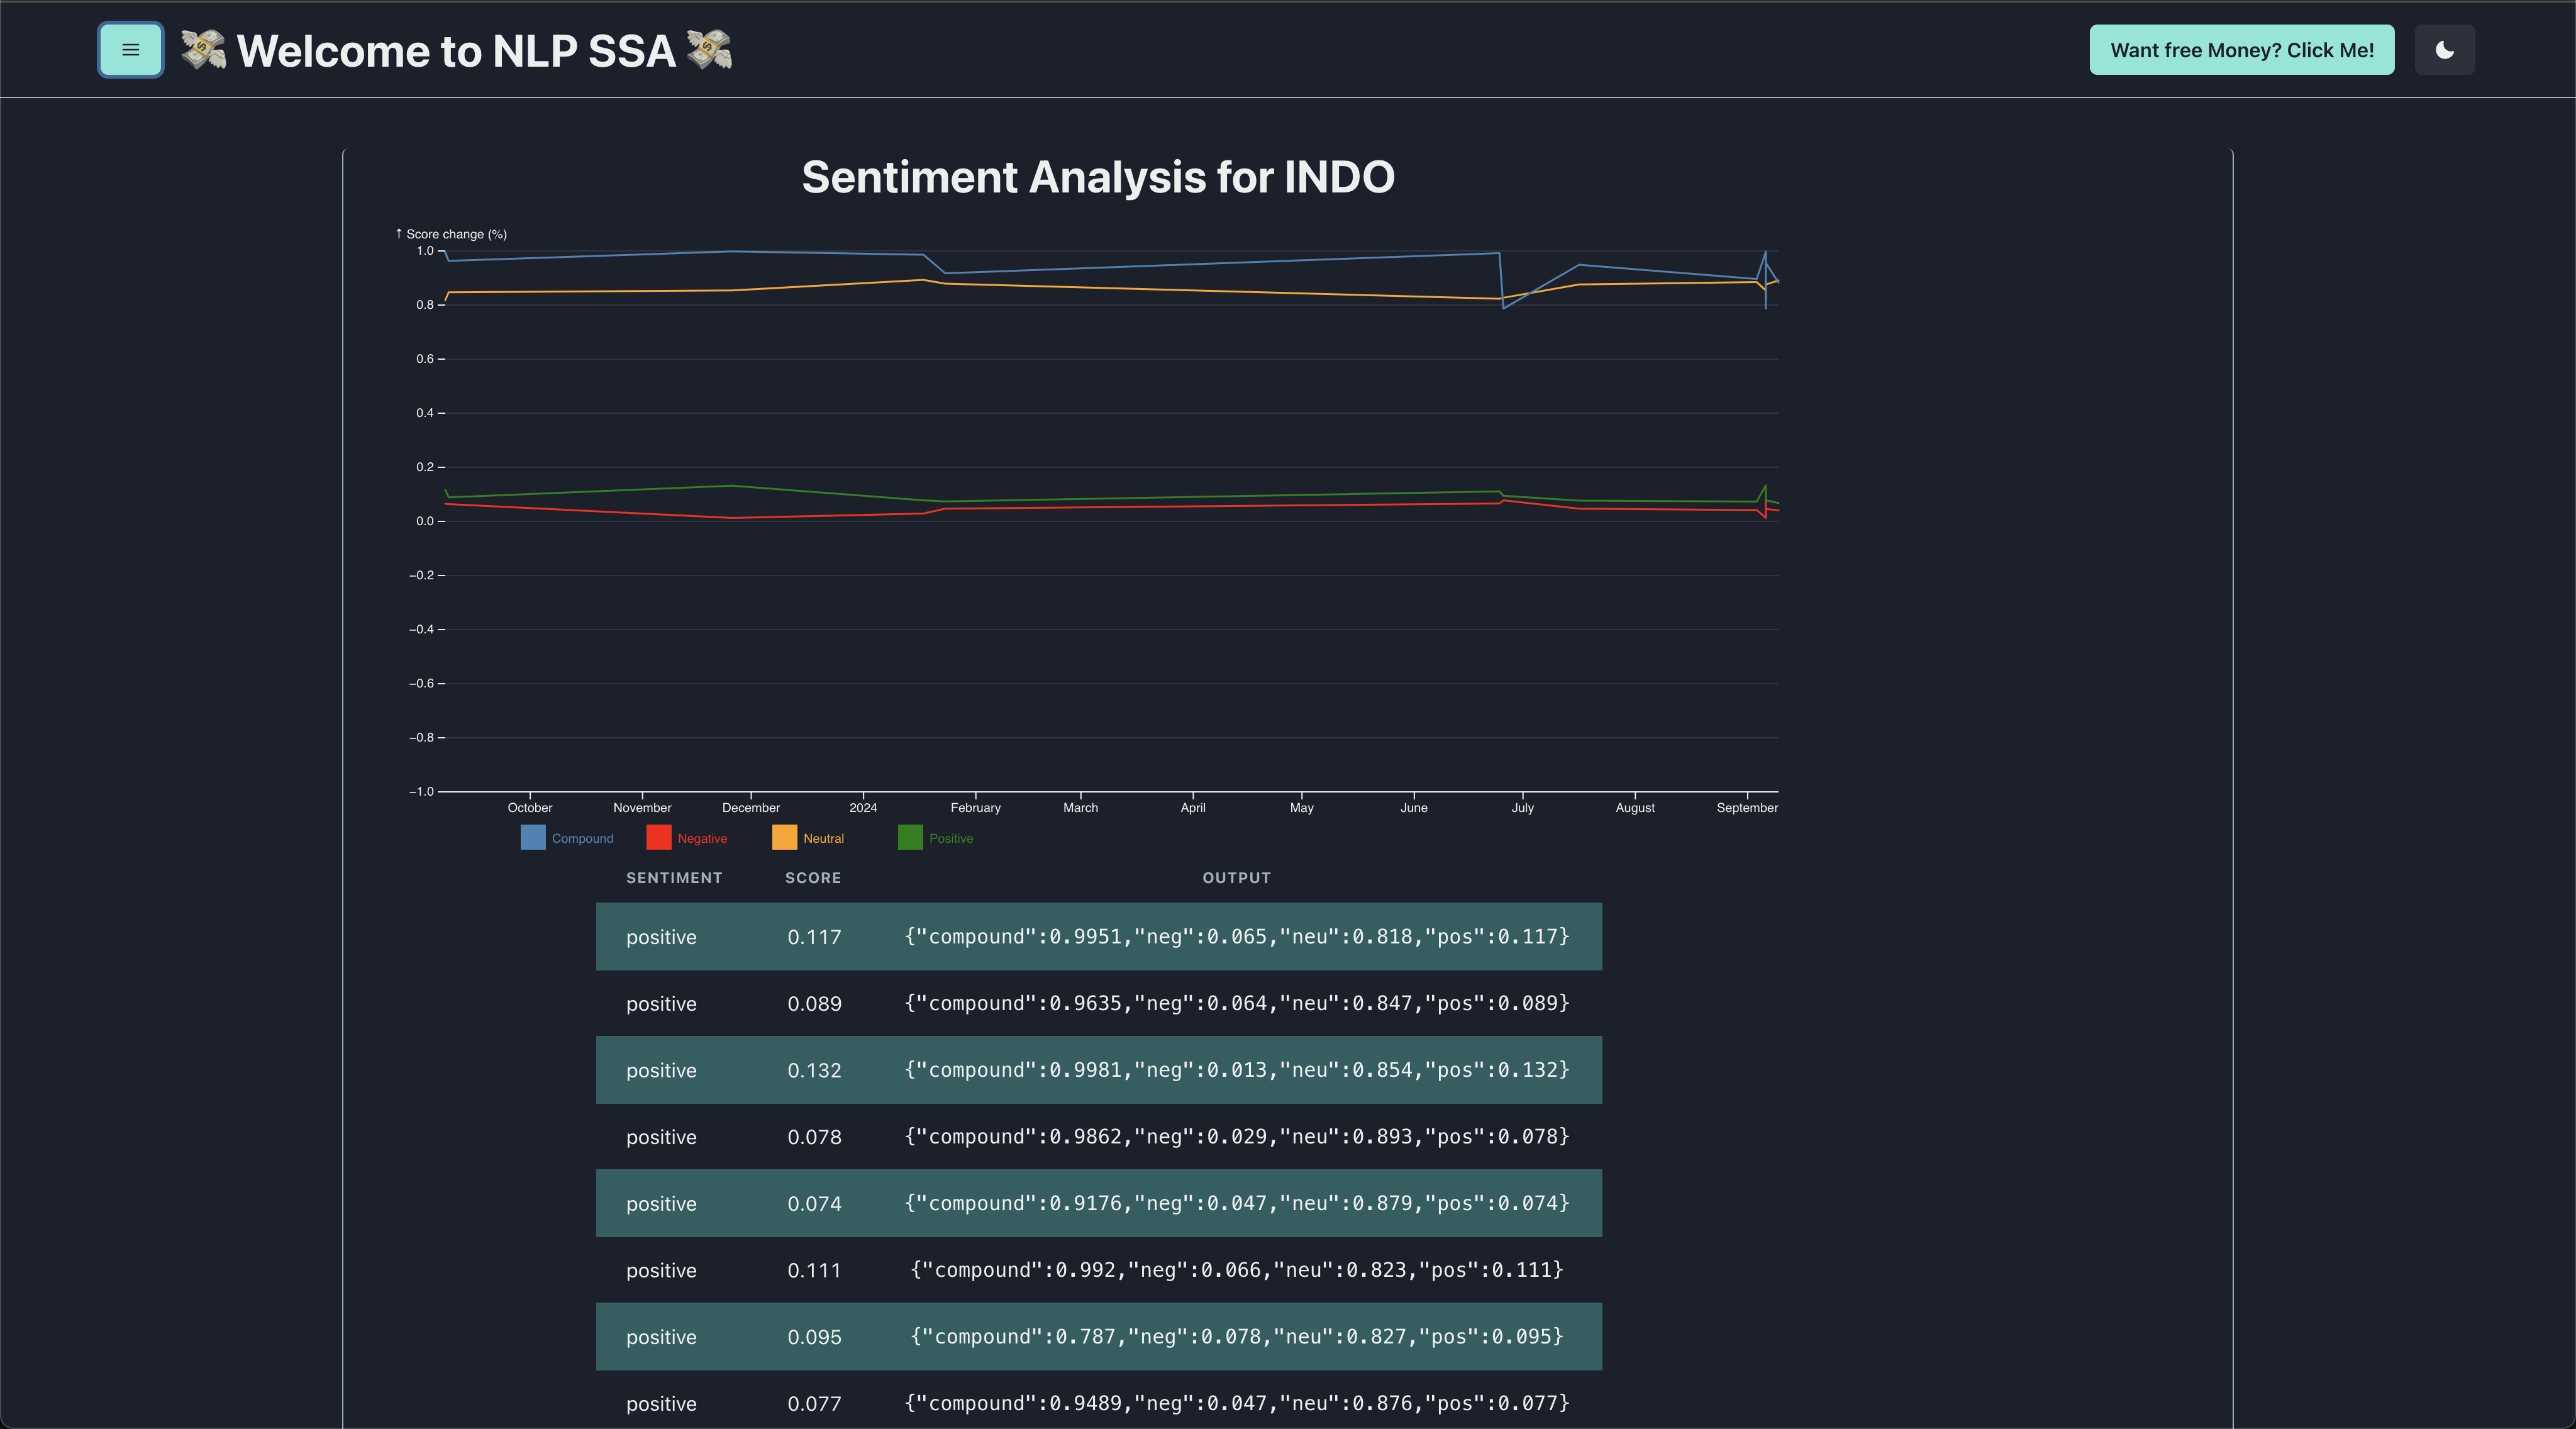 💸 Welcome to NLP SSA 💸
Want free Money? Click Me!
Sentiment Analysis for INDO
↑ Score change (%)
1.0
0.8
0.6
0.4
0.2
0.0
−0.2
−0.4
−0.6
−0.8
−1.0
October November December 2024 February March April May June July August September
Compound Negative Neutral Positive
SENTIMENT SCORE OUTPUT
positive 0.117 {"compound":0.9951,"neg":0.065,"neu":0.818,"pos":0.117}
positive 0.089 {"compound":0.9635,"neg":0.064,"neu":0.847,"pos":0.089}
positive 0.132 {"compound":0.9981,"neg":0.013,"neu":0.854,"pos":0.132}
positive 0.078 {"compound":0.9862,"neg":0.029,"neu":0.893,"pos":0.078}
positive 0.074 {"compound":0.9176,"neg":0.047,"neu":0.879,"pos":0.074}
positive 0.111 {"compound":0.992,"neg":0.066,"neu":0.823,"pos":0.111}
positive 0.095 {"compound":0.787,"neg":0.078,"neu":0.827,"pos":0.095}
positive 0.077 {"compound":0.9489,"neg":0.047,"neu":0.876,"pos":0.077}